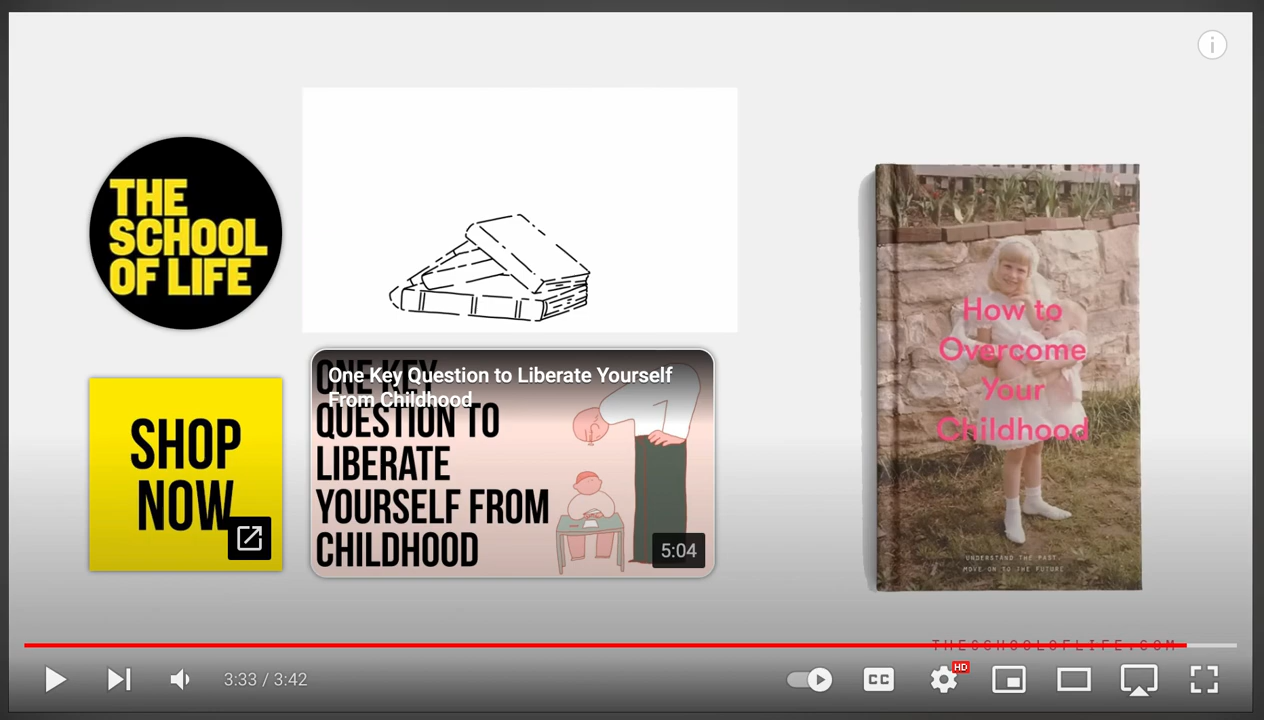 THE
SCHOOL
OF LIFE
SHOP
NOW
One Key Question to Liberate Yourself
From Childhood
ONE KEY
QUESTION TO
LIBERATE
YOURSELF FROM
CHILDHOOD
5:04
How to
Overcome
Your
Childhood
UNDERSTAND THE PAST,
MOVE ON TO THE FUTURE
THESCHOOLOFLIFE.COM
3:33 / 3:42
CC
HD